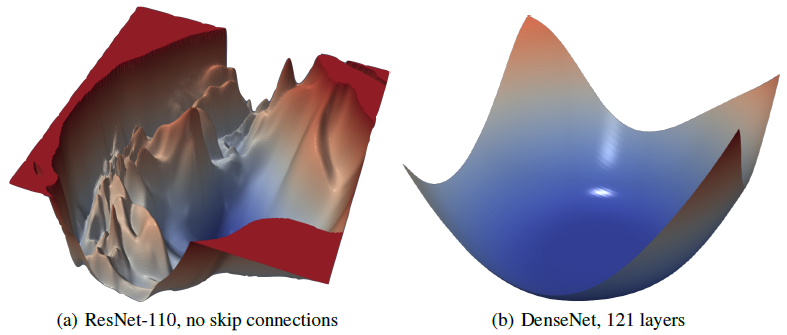 (a) ResNet-110, no skip connections
(b) DenseNet, 121 layers